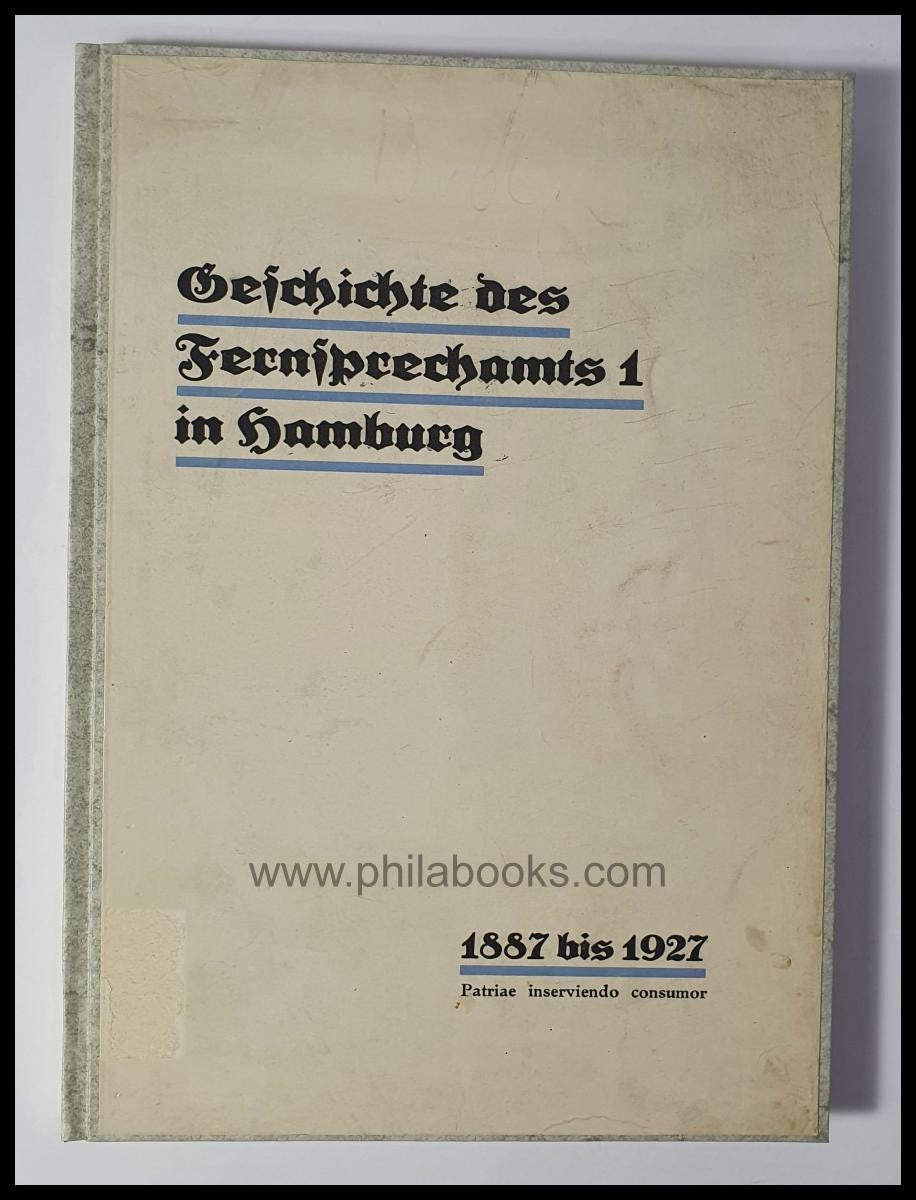 Geſchichte des
Fernſprechamts 1
in Hamburg
www.philabooks.com
1887 bis 1927
Patriae inserviendo consumor